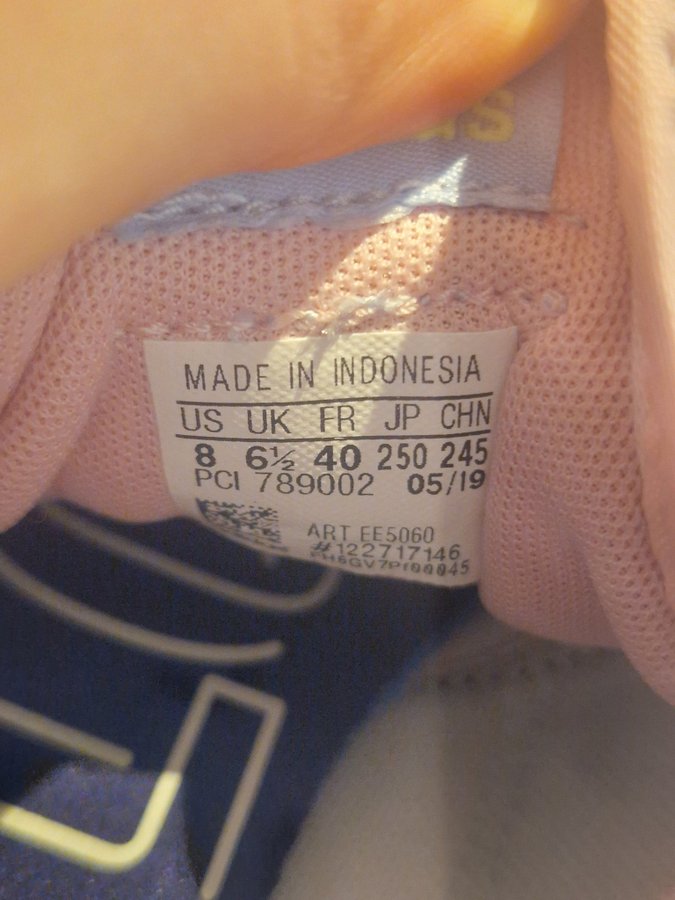 MADE IN INDONESIA
US UK FR JP CHN
8 6½ 40 250 245
PCI 789002 05/19
ART EE5060
#122717146